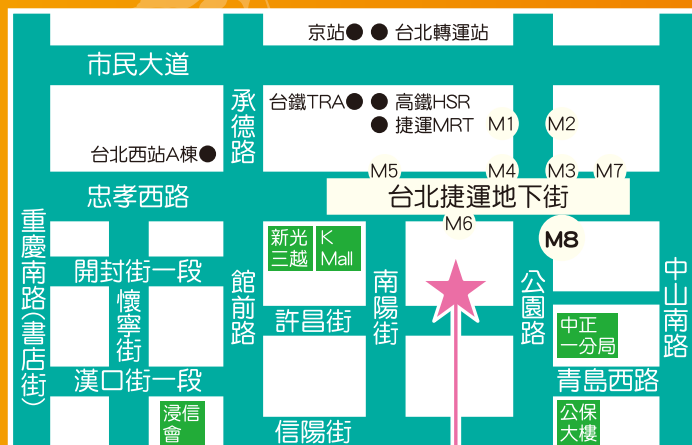 京站 台北轉運站
市民大道
承德路
台鐵TRA 高鐵HSR
捷運MRT
M1
M2
台北西站A棟
M5
M4
M3
M7
忠孝西路
台北捷運地下街
M6
M8
重慶南路(書店街)
新光
三越
K
Mall
開封街一段
懷寧街
館前路
南陽街
公園路
中山南路
許昌街
中正
一分局
漢口街一段
青島西路
浸信
會
信陽街
公保
大樓